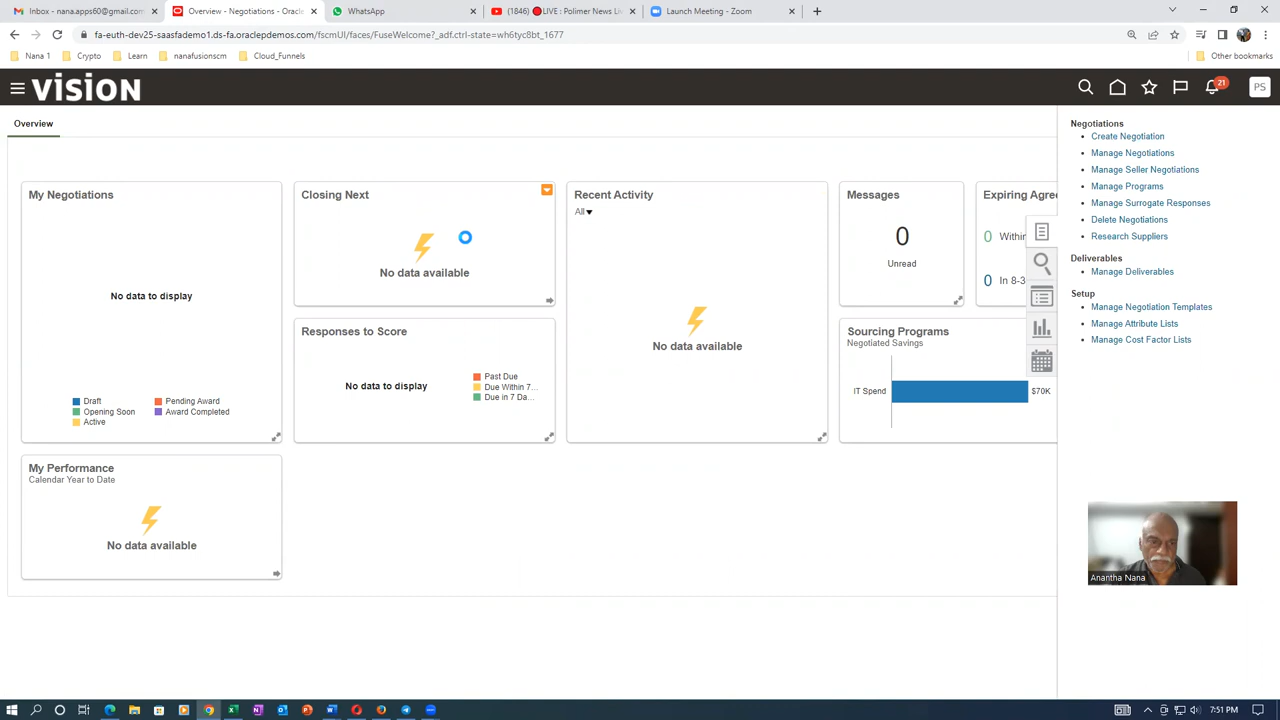 Inbox - nana.apps60@gmail.com
Overview - Negotiations - Oracle
WhatsApp
(1846) 🔴LIVE : Polimer News Li
Launch Meeting - Zoom
fa-euth-dev25-saasfademo1.ds-fa.oraclepdemos.com/fscmUI/faces/FuseWelcome?_adf.ctrl-state=wh6tyc8bt_1677
Nana 1
Crypto
Learn
nanafusionscm
Cloud_Funnels
Other bookmarks
vision
21
PS
Overview
My Negotiations
No data to display
Draft
Pending Award
Opening Soon
Award Completed
Active
Closing Next
No data available
Responses to Score
No data to display
Past Due
Due Within 7...
Due in 7 Da...
Recent Activity
All
No data available
Messages
0
Unread
Expiring Agre
0 Within
0 In 8-3
Sourcing Programs
Negotiated Savings
IT Spend
$70K
My Performance
Calendar Year to Date
No data available
Negotiations
Create Negotiation
Manage Negotiations
Manage Seller Negotiations
Manage Programs
Manage Surrogate Responses
Delete Negotiations
Research Suppliers
Deliverables
Manage Deliverables
Setup
Manage Negotiation Templates
Manage Attribute Lists
Manage Cost Factor Lists
Anantha Nana
7:51 PM